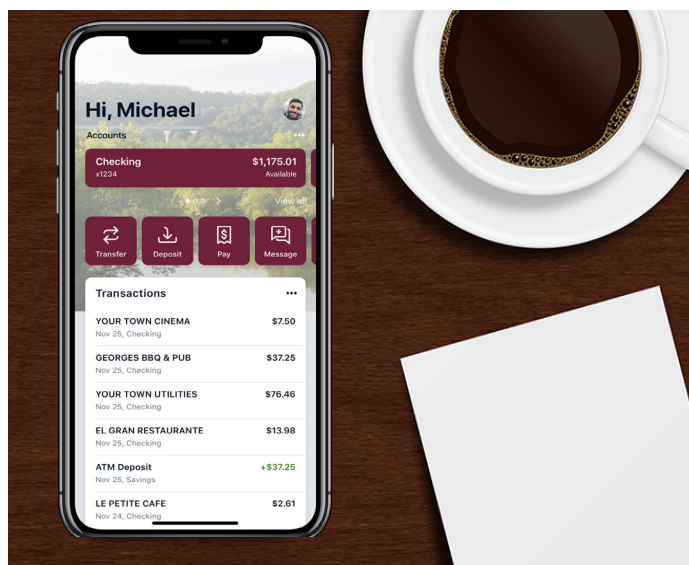 Hi, Michael
Accounts
Checking $1,175.01
x1234 Available
View all
Transfer Deposit Pay Message
Transactions
YOUR TOWN CINEMA $7.50
Nov 25, Checking
GEORGES BBQ & PUB $37.25
Nov 25, Checking
YOUR TOWN UTILITIES $76.46
Nov 25, Checking
EL GRAN RESTAURANTE $13.98
Nov 25, Checking
ATM Deposit +$37.25
Nov 25, Savings
LE PETITE CAFE $2.61
Nov 24, Checking